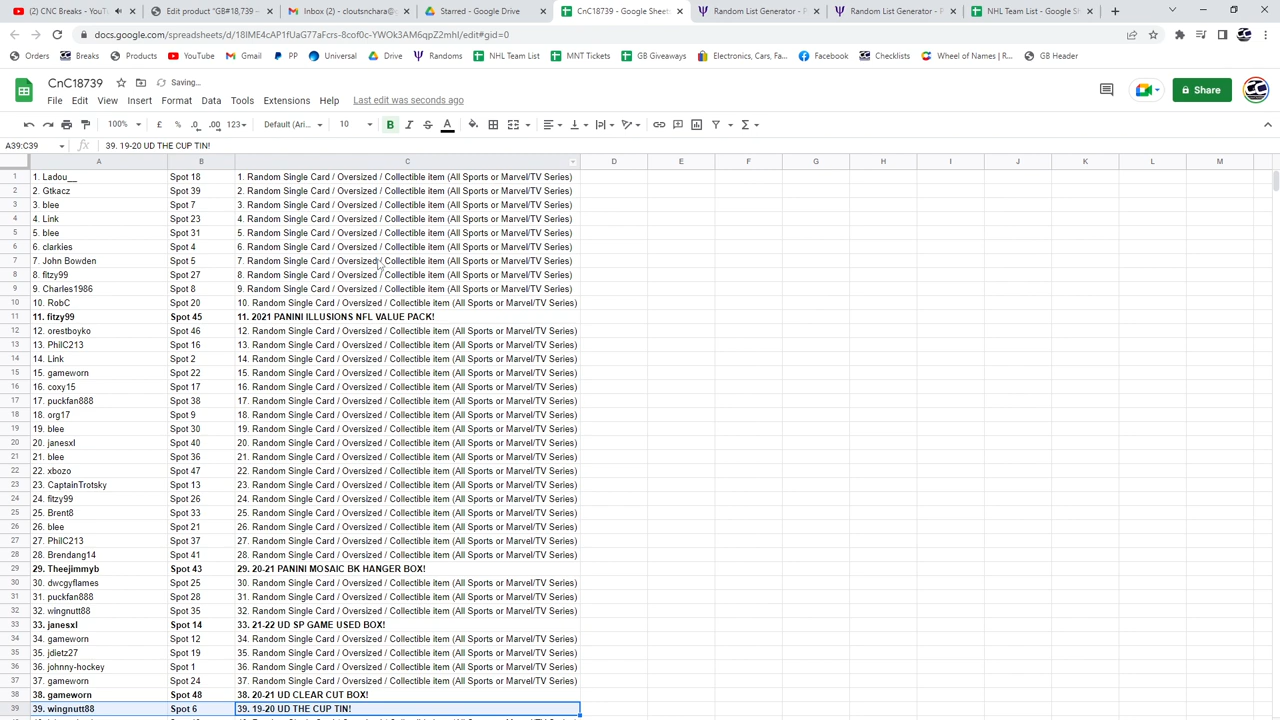 CnC Breaks - YouTube
Edit product "GB#18,739
Inbox (2) - cloutsnchara@f
Starred - Google Drive
CnC18739 - Google Sheets
Random List Generator - P
Random List Generator - P
NHL Team List - Google Sh
docs.google.com/spreadsheets/d/18IME4cAP1fUaG77aFcrs-8cof0c-YWOk3AM6qpZ2mhI/edit#gid=0
Orders Breaks Products YouTube Gmail PP Universal Drive Randoms NHL Team List MNT Tickets GB Giveaways Electronics, Cars, Fa... Facebook Checklists Wheel of Names | R... GB Header
CnC18739 Saving...
File Edit View Insert Format Data Tools Extensions Help Last edit was seconds ago
Share
100% £ % .0 .00 123 Default (Ari... 10 B A
A39:C39 39. 19-20 UD THE CUP TIN!
A B C D E F G H I J K L M
1 1. Ladou__ Spot 18 1. Random Single Card / Oversized / Collectible item (All Sports or Marvel/TV Series)
2 2. Gtkacz Spot 39 2. Random Single Card / Oversized / Collectible item (All Sports or Marvel/TV Series)
3 3. blee Spot 7 3. Random Single Card / Oversized / Collectible item (All Sports or Marvel/TV Series)
4 4. Link Spot 23 4. Random Single Card / Oversized / Collectible item (All Sports or Marvel/TV Series)
5 5. blee Spot 31 5. Random Single Card / Oversized / Collectible item (All Sports or Marvel/TV Series)
6 6. clarkies Spot 4 6. Random Single Card / Oversized / Collectible item (All Sports or Marvel/TV Series)
7 7. John Bowden Spot 5 7. Random Single Card / Oversized / Collectible item (All Sports or Marvel/TV Series)
8 8. fitzy99 Spot 27 8. Random Single Card / Oversized / Collectible item (All Sports or Marvel/TV Series)
9 9. Charles1986 Spot 8 9. Random Single Card / Oversized / Collectible item (All Sports or Marvel/TV Series)
10 10. RobC Spot 20 10. Random Single Card / Oversized / Collectible item (All Sports or Marvel/TV Series)
11 11. fitzy99 Spot 45 11. 2021 PANINI ILLUSIONS NFL VALUE PACK!
12 12. orestboyko Spot 46 12. Random Single Card / Oversized / Collectible item (All Sports or Marvel/TV Series)
13 13. PhilC213 Spot 16 13. Random Single Card / Oversized / Collectible item (All Sports or Marvel/TV Series)
14 14. Link Spot 2 14. Random Single Card / Oversized / Collectible item (All Sports or Marvel/TV Series)
15 15. gameworn Spot 22 15. Random Single Card / Oversized / Collectible item (All Sports or Marvel/TV Series)
16 16. coxy15 Spot 17 16. Random Single Card / Oversized / Collectible item (All Sports or Marvel/TV Series)
17 17. puckfan888 Spot 38 17. Random Single Card / Oversized / Collectible item (All Sports or Marvel/TV Series)
18 18. org17 Spot 9 18. Random Single Card / Oversized / Collectible item (All Sports or Marvel/TV Series)
19 19. blee Spot 30 19. Random Single Card / Oversized / Collectible item (All Sports or Marvel/TV Series)
20 20. janesxl Spot 40 20. Random Single Card / Oversized / Collectible item (All Sports or Marvel/TV Series)
21 21. blee Spot 36 21. Random Single Card / Oversized / Collectible item (All Sports or Marvel/TV Series)
22 22. xbozo Spot 47 22. Random Single Card / Oversized / Collectible item (All Sports or Marvel/TV Series)
23 23. CaptainTrotsky Spot 13 23. Random Single Card / Oversized / Collectible item (All Sports or Marvel/TV Series)
24 24. fitzy99 Spot 26 24. Random Single Card / Oversized / Collectible item (All Sports or Marvel/TV Series)
25 25. Brent8 Spot 33 25. Random Single Card / Oversized / Collectible item (All Sports or Marvel/TV Series)
26 26. blee Spot 21 26. Random Single Card / Oversized / Collectible item (All Sports or Marvel/TV Series)
27 27. PhilC213 Spot 37 27. Random Single Card / Oversized / Collectible item (All Sports or Marvel/TV Series)
28 28. Brendang14 Spot 41 28. Random Single Card / Oversized / Collectible item (All Sports or Marvel/TV Series)
29 29. Theejimmyb Spot 43 29. 20-21 PANINI MOSAIC BK HANGER BOX!
30 30. dwcgyflames Spot 25 30. Random Single Card / Oversized / Collectible item (All Sports or Marvel/TV Series)
31 31. puckfan888 Spot 28 31. Random Single Card / Oversized / Collectible item (All Sports or Marvel/TV Series)
32 32. wingnutt88 Spot 35 32. Random Single Card / Oversized / Collectible item (All Sports or Marvel/TV Series)
33 33. janesxl Spot 14 33. 21-22 UD SP GAME USED BOX!
34 34. gameworn Spot 12 34. Random Single Card / Oversized / Collectible item (All Sports or Marvel/TV Series)
35 35. jdietz27 Spot 19 35. Random Single Card / Oversized / Collectible item (All Sports or Marvel/TV Series)
36 36. johnny-hockey Spot 1 36. Random Single Card / Oversized / Collectible item (All Sports or Marvel/TV Series)
37 37. gameworn Spot 24 37. Random Single Card / Oversized / Collectible item (All Sports or Marvel/TV Series)
38 38. gameworn Spot 48 38. 20-21 UD CLEAR CUT BOX!
39 39. wingnutt88 Spot 6 39. 19-20 UD THE CUP TIN!